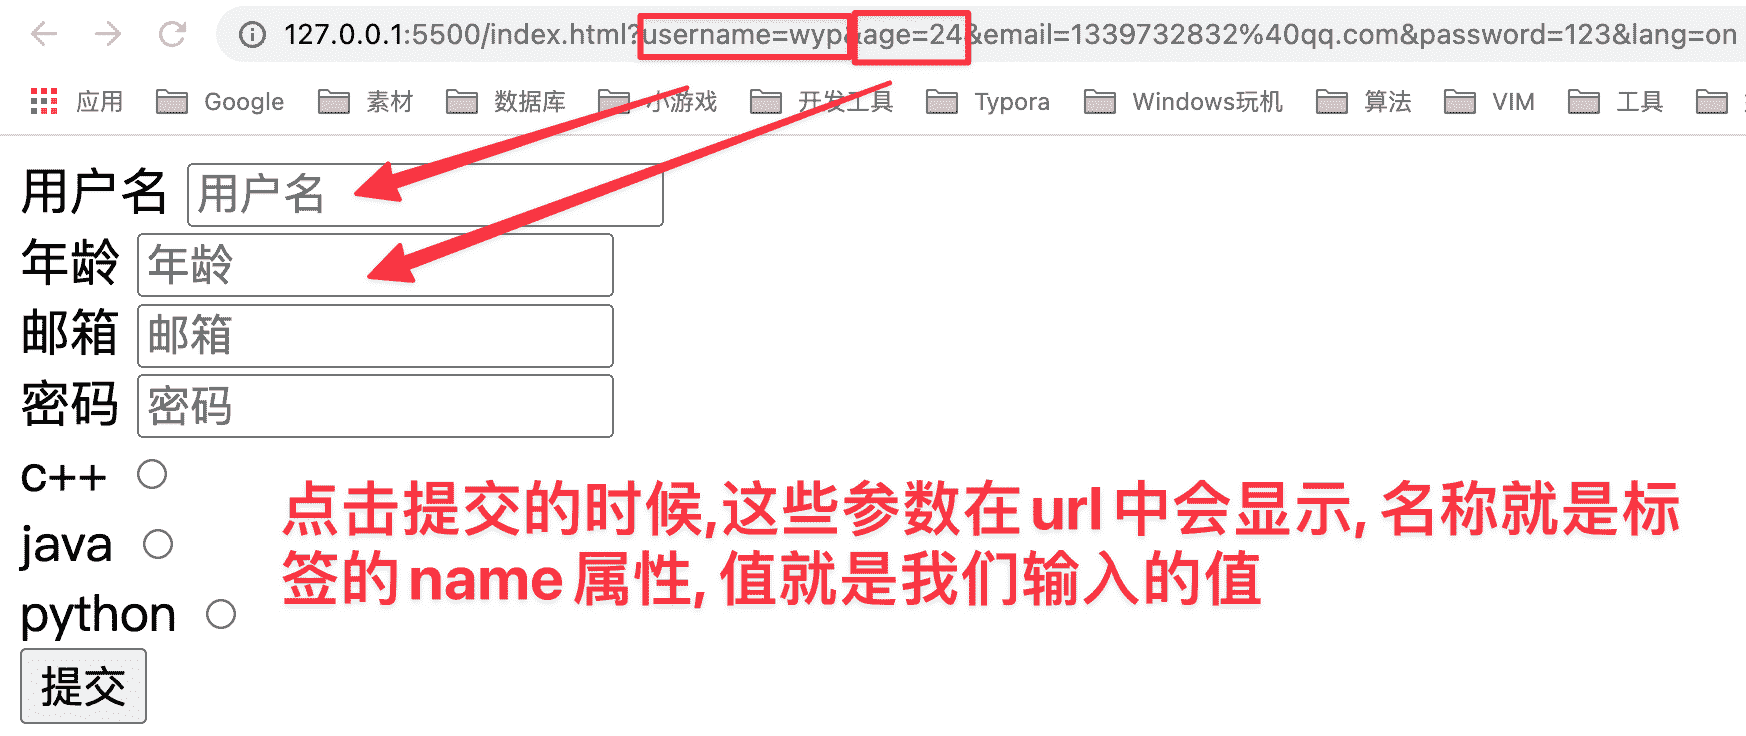 127.0.0.1:5500/index.html?username=wyp&age=24&email=1339732832%40qq.com&password=123&lang=on
应用 Google 素材 数据库 小游戏 开发工具 Typora Windows玩机 算法 VIM 工具
用户名 用户名
年龄 年龄
邮箱 邮箱
密码 密码
c++
java
python
点击提交的时候,这些参数在url中会显示, 名称就是标
签的name属性, 值就是我们输入的值
提交